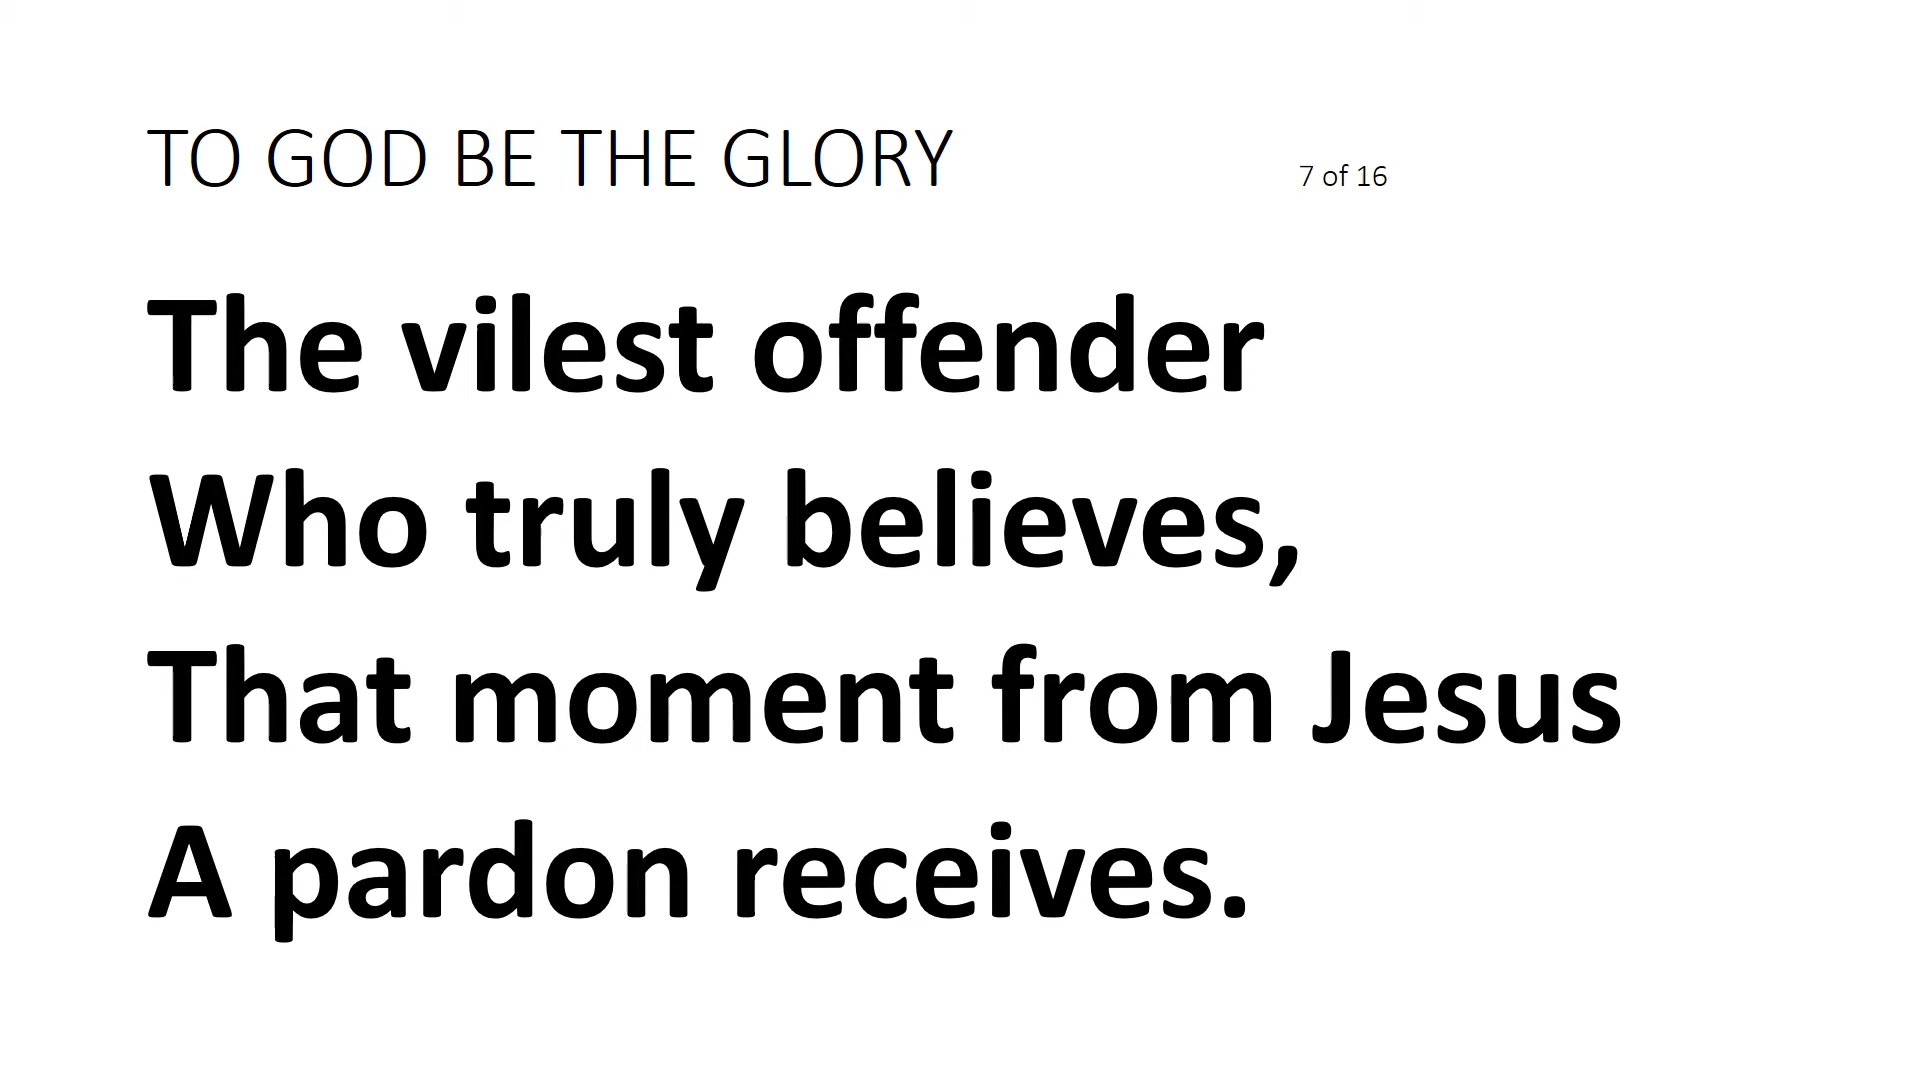 TO GOD BE THE GLORY 7 of 16
The vilest offender
Who truly believes,
That moment from Jesus
A pardon receives.